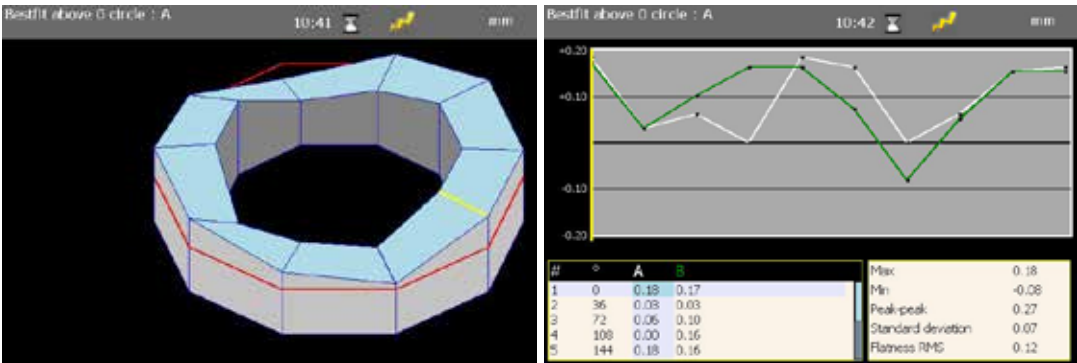 Bestfit above 0 circle : A
10:41
mm
Bestfit above 0 circle : A
10:42
mm
+0.20
+0.10
-0.10
-0.20
# ° A B
1 0 0.18 0.17
2 36 0.03 0.03
3 72 0.06 0.10
4 108 0.00 0.16
5 144 0.18 0.16
Max 0.18
Min -0.08
Peak-peak 0.27
Standard deviation 0.07
Flatness RMS 0.12